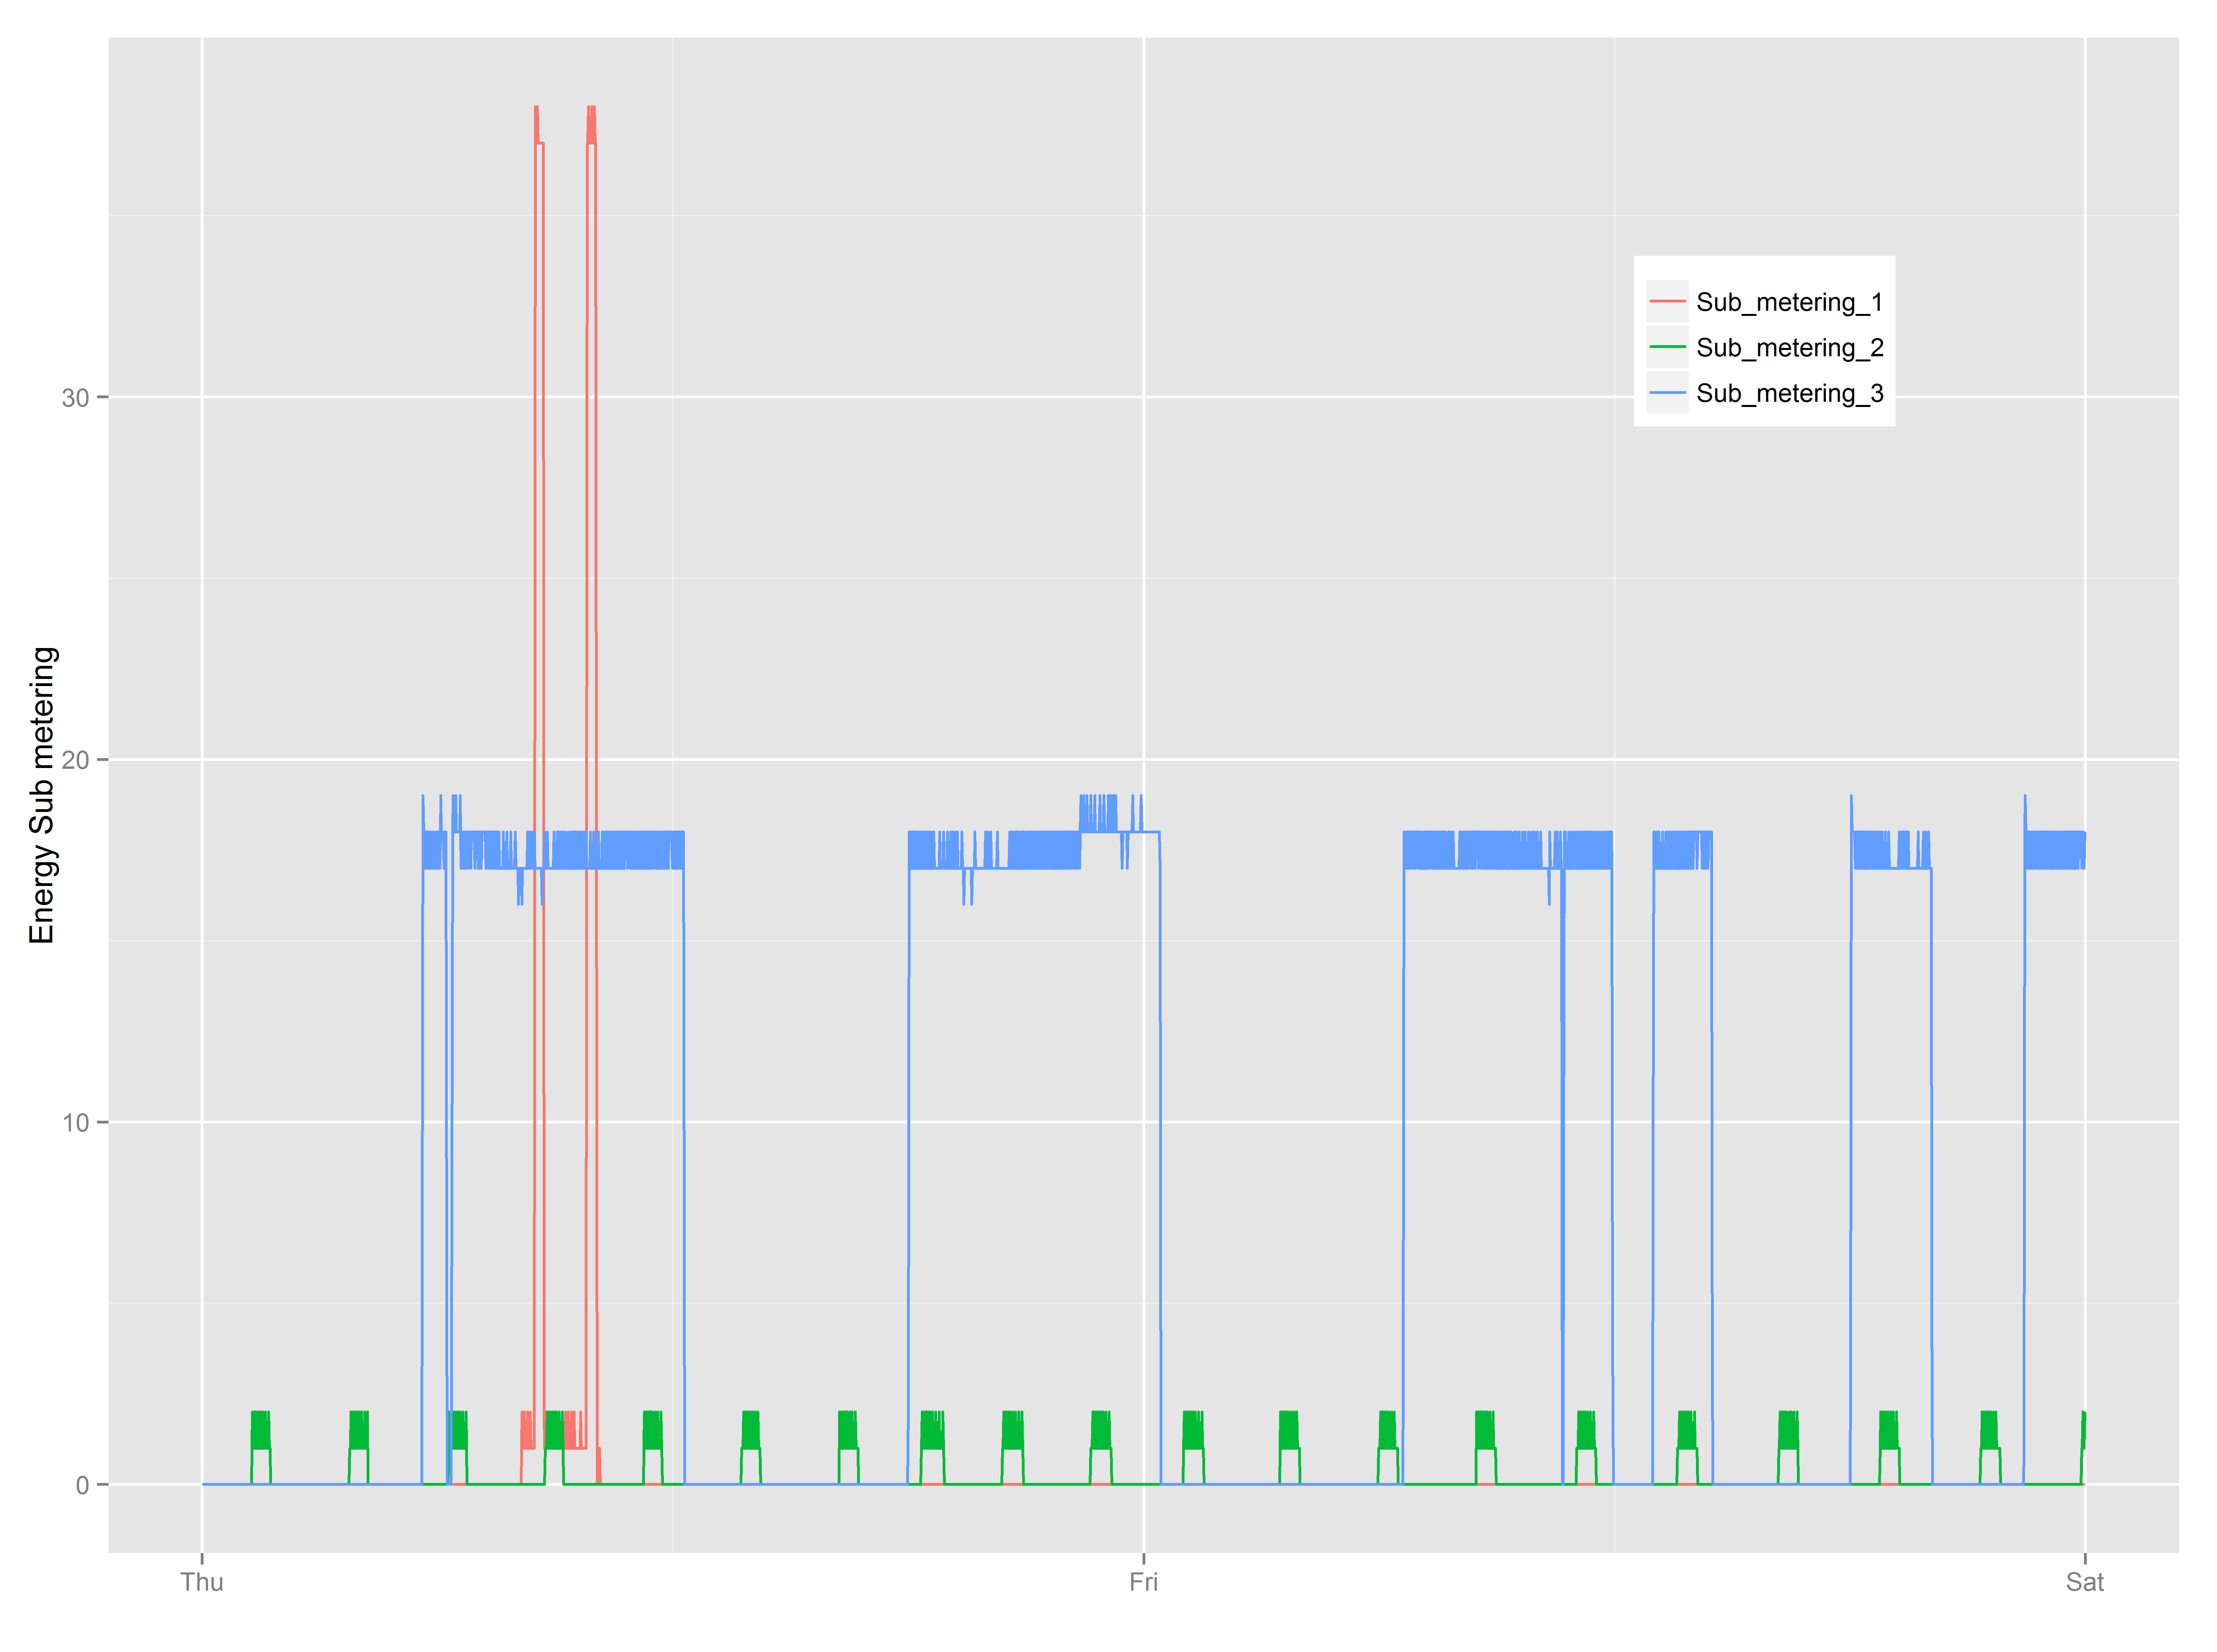 Energy Sub metering
30
20
10
0
Thu
Fri
Sat
Sub_metering_1
Sub_metering_2
Sub_metering_3